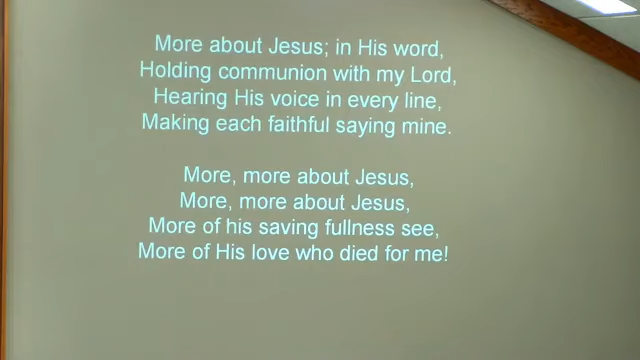 More about Jesus; in His word,
Holding communion with my Lord,
Hearing His voice in every line,
Making each faithful saying mine.
More, more about Jesus,
More, more about Jesus,
More of his saving fullness see,
More of His love who died for me!